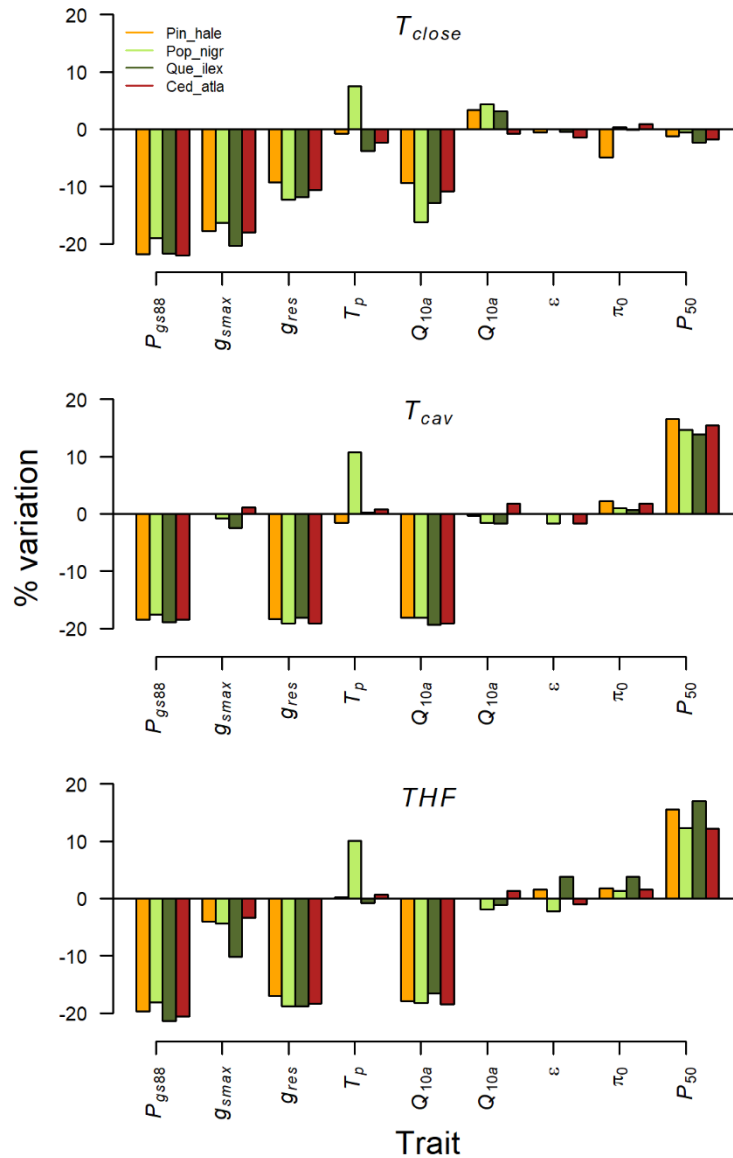 T_close
Pin_hale
Pop_nigr
Que_ilex
Ced_atla
20
10
0
-10
-20
P_gs88
g_smax
g_res
T_p
Q_10a
Q_10a
ε
π_0
P_50
T_cav
20
10
0
-10
-20
P_gs88
g_smax
g_res
T_p
Q_10a
Q_10a
ε
π_0
P_50
% variation
THF
20
10
0
-10
-20
P_gs88
g_smax
g_res
T_p
Q_10a
Q_10a
ε
π_0
P_50
Trait